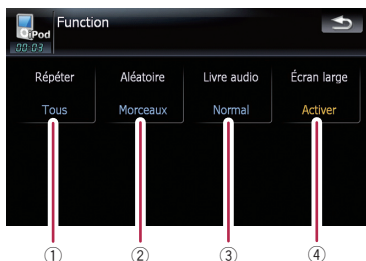 Function
iPod
00:03
Répéter Aléatoire Livre audio Écran large
Tous Morceaux Normal Activer
① ② ③ ④